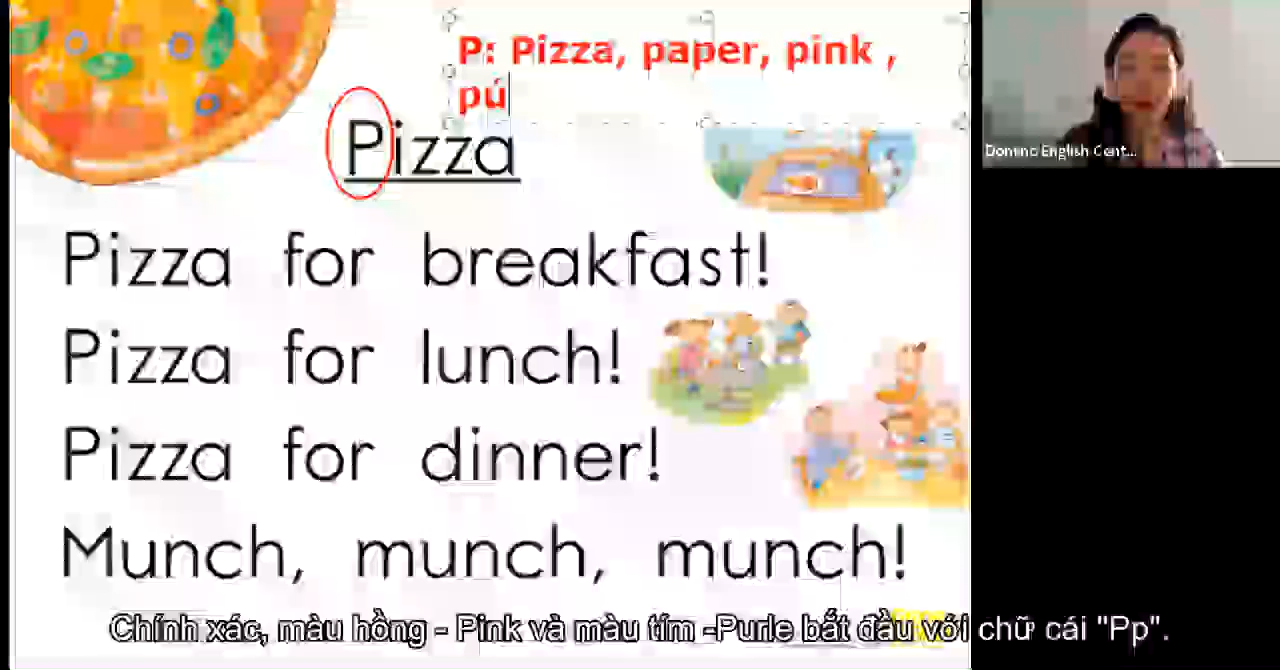 P: Pizza, paper, pink ,
pú
Pizza
Pizza for breakfast!
Pizza for lunch!
Pizza for dinner!
Munch, munch, munch!
Domino English Cent...
Chính xác, màu hồng - Pink và màu tím -Purle bắt đầu với chữ cái "Pp".